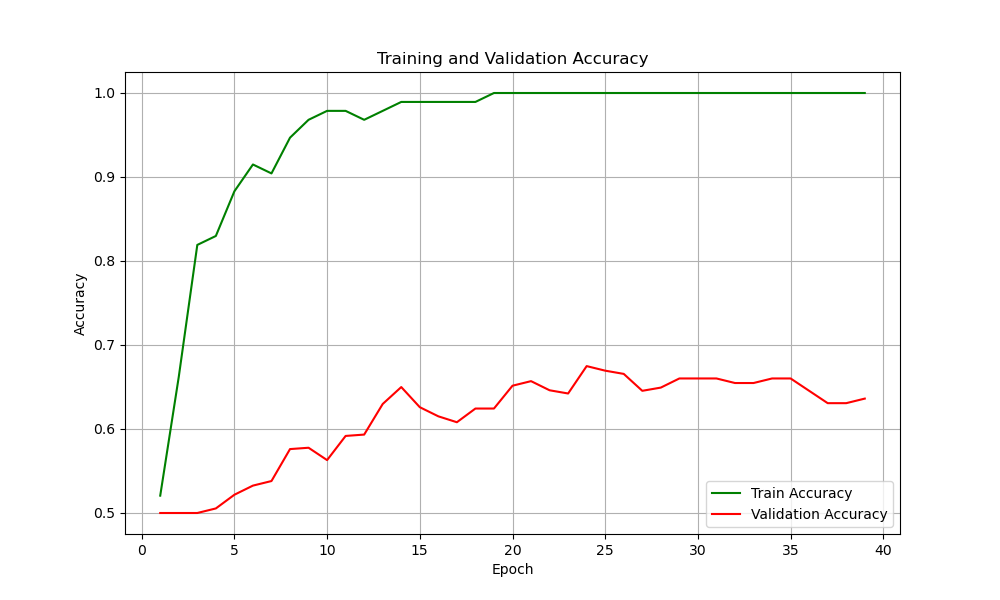 Training and Validation Accuracy
1.0
0.9
0.8
0.7
0.6
0.5
Accuracy
0 5 10 15 20 25 30 35 40
Epoch
Train Accuracy
Validation Accuracy